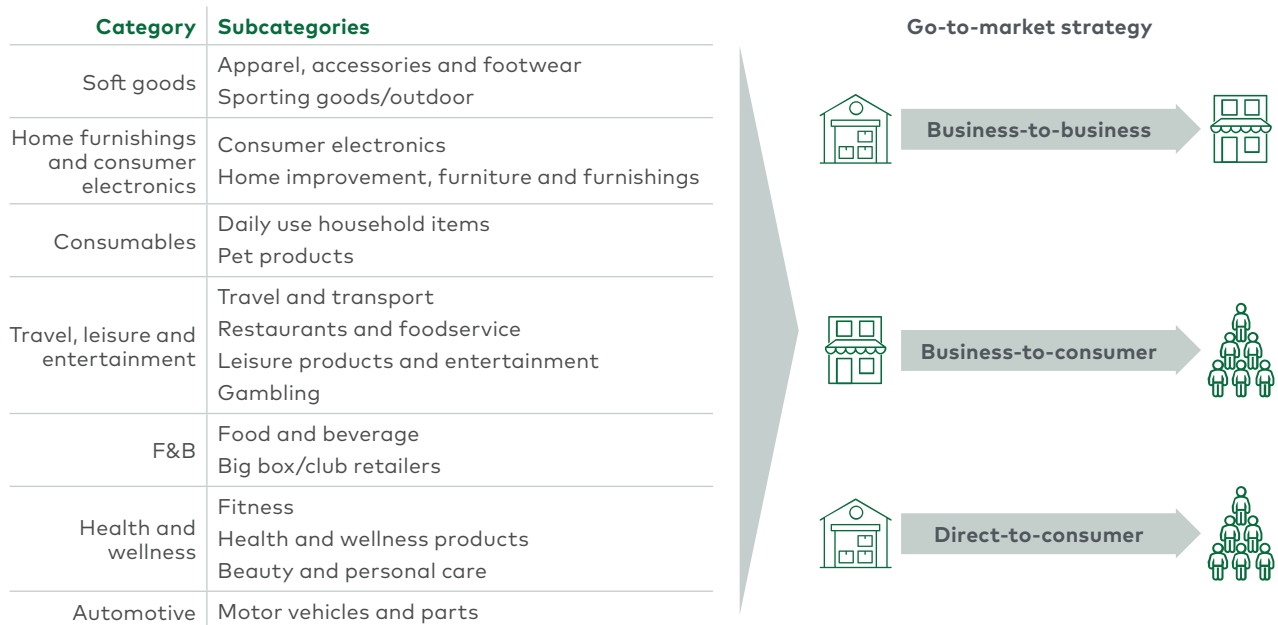 Category Subcategories
Soft goods
Apparel, accessories and footwear
Sporting goods/outdoor
Home furnishings
and consumer
electronics
Consumer electronics
Home improvement, furniture and furnishings
Consumables
Daily use household items
Pet products
Travel, leisure and
entertainment
Travel and transport
Restaurants and foodservice
Leisure products and entertainment
Gambling
F&B
Food and beverage
Big box/club retailers
Health and
wellness
Fitness
Health and wellness products
Beauty and personal care
Automotive
Motor vehicles and parts
Go-to-market strategy
Business-to-business
Business-to-consumer
Direct-to-consumer